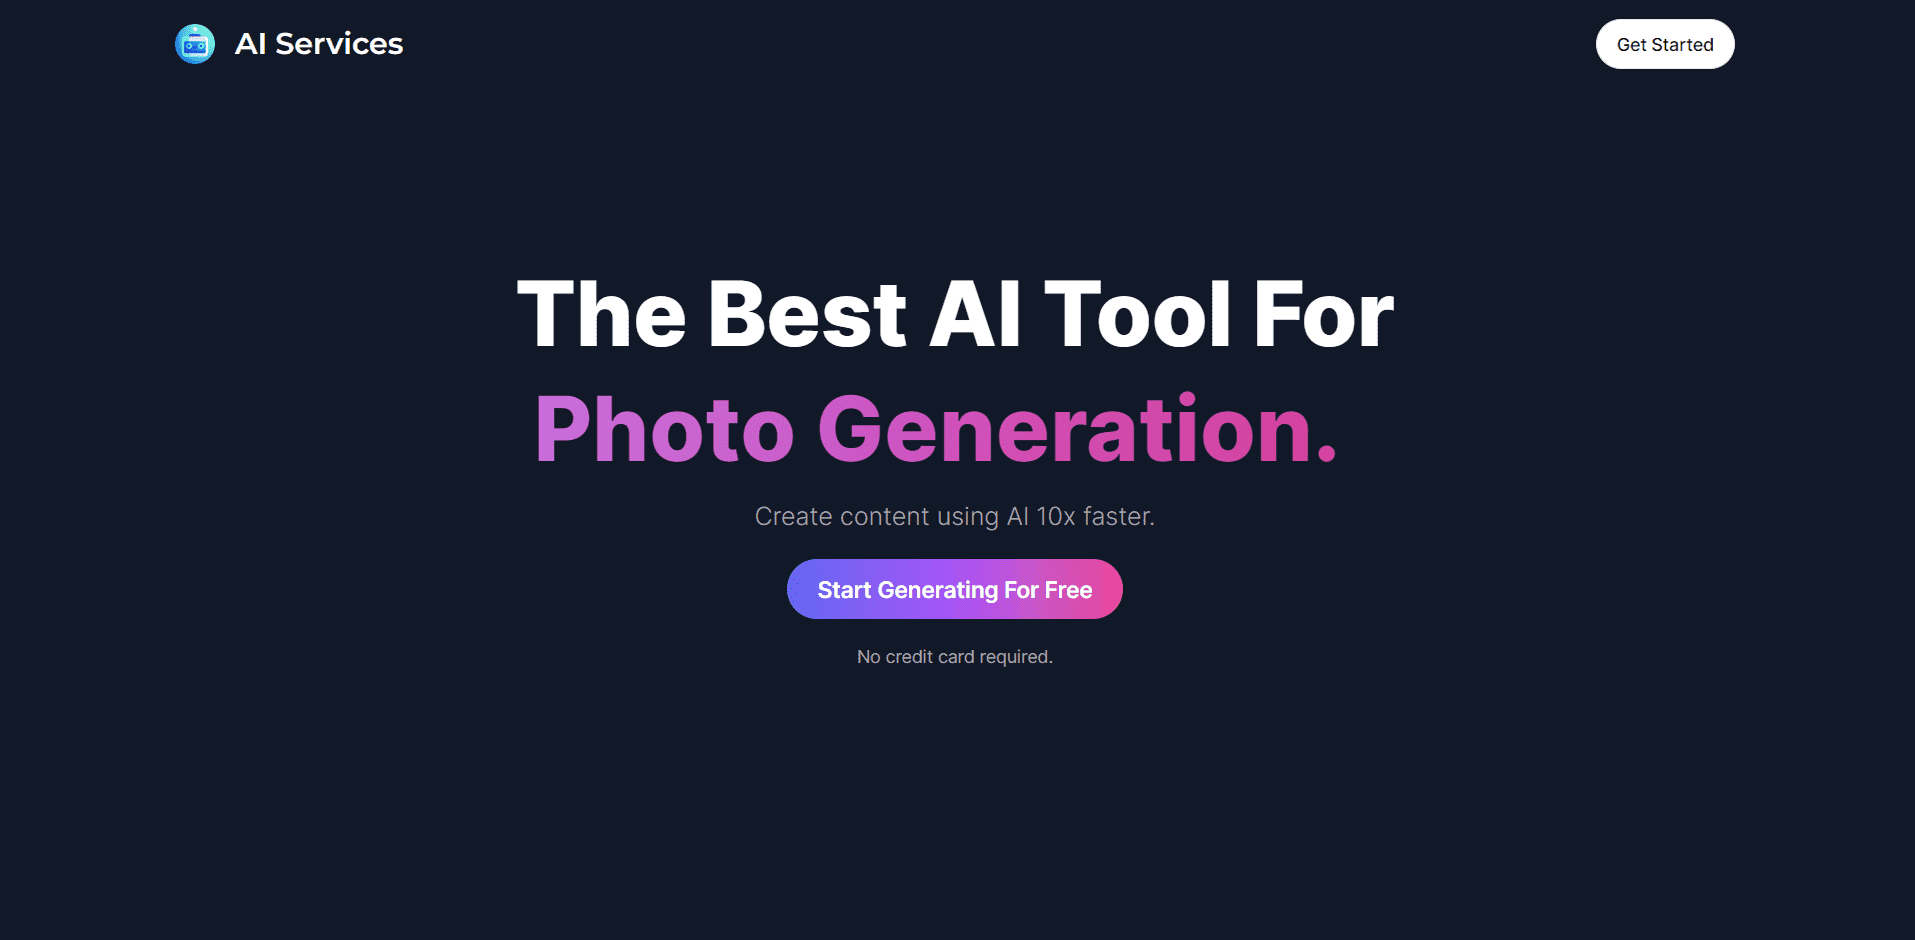 AI Services
Get Started
The Best AI Tool For
Photo Generation.
Create content using AI 10x faster.
Start Generating For Free
No credit card required.